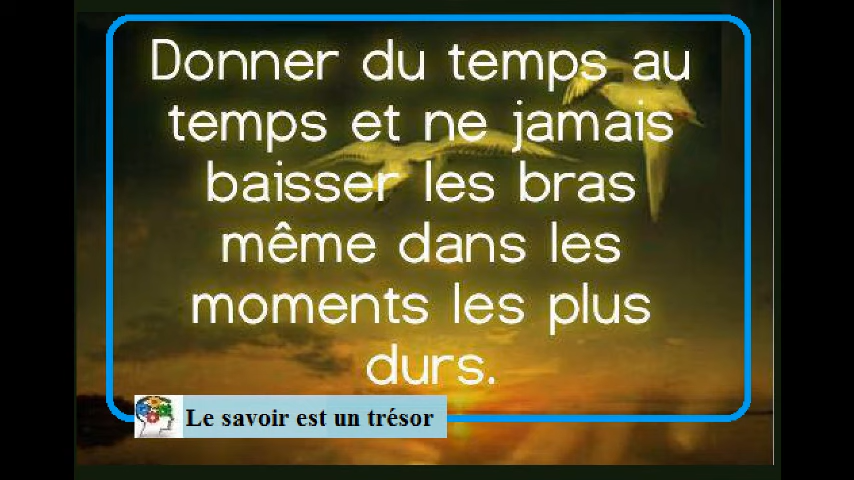 Donner du temps au
temps et ne jamais
baisser les bras
même dans les
moments les plus
durs.
Le savoir est un trésor